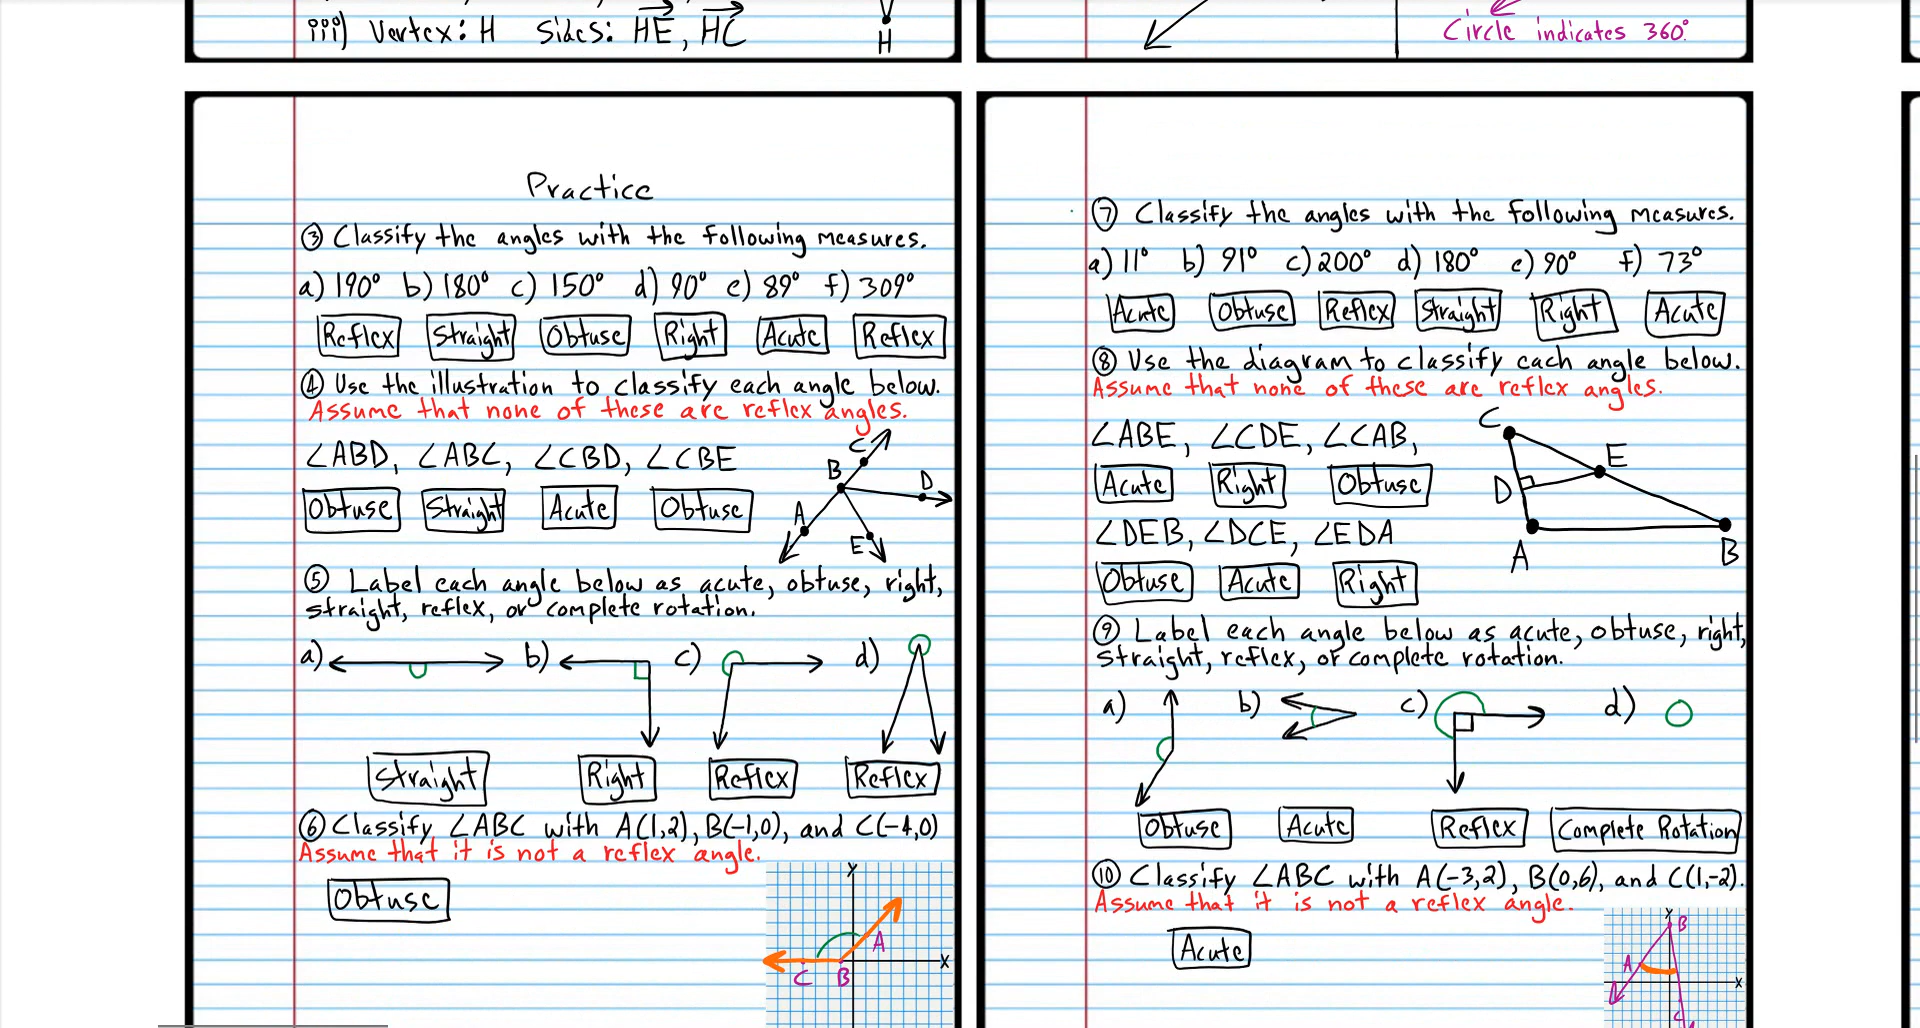 iii) Vertex: H Sides: HE, HC
H
Circle indicates 360°
Practice
③ Classify the angles with the following measures.
a) 190° b) 180° c) 150° d) 90° e) 89° f) 309°
Reflex Straight Obtuse Right Acute Reflex
④ Use the illustration to classify each angle below.
Assume that none of these are reflex angles.
∠ABD, ∠ABC, ∠CBD, ∠CBE
Obtuse Straight Acute Obtuse
C
B
D
A
E
⑤ Label each angle below as acute, obtuse, right,
straight, reflex, or complete rotation.
a) b) c) d)
Straight Right Reflex Reflex
⑥ Classify ∠ABC with A(1,2), B(-1,0), and C(-4,0)
Assume that it is not a reflex angle.
Obtuse
Y
A
X
C B
⑦ Classify the angles with the following measures.
a) 11° b) 91° c) 200° d) 180° e) 90° f) 73°
Acute Obtuse Reflex Straight Right Acute
⑧ Use the diagram to classify each angle below.
Assume that none of these are reflex angles.
∠ABE, ∠CDE, ∠CAB,
Acute Right Obtuse
∠DEB, ∠DCE, ∠EDA
Obtuse Acute Right
C
E
D
A
B
⑨ Label each angle below as acute, obtuse, right,
straight, reflex, or complete rotation.
a) b) c) d)
Obtuse Acute Reflex Complete Rotation
⑩ Classify ∠ABC with A(-3,2), B(0,6), and C(1,-2).
Assume that it is not a reflex angle.
Acute
Y
B
A
X
C